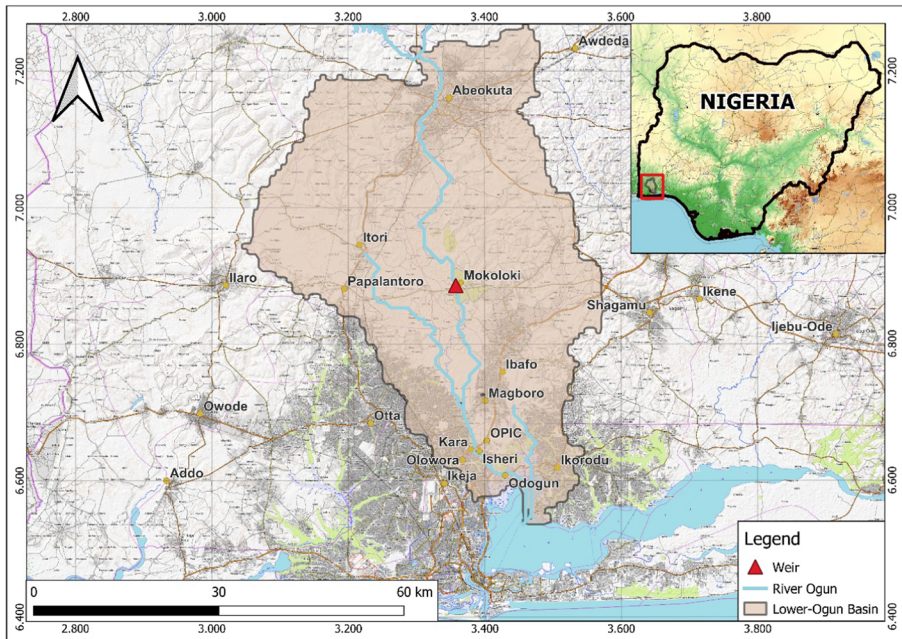 2.800 3.000 3.200 3.400 3.600 3.800
7.200
7.000
6.800
6.600
6.400
7.200
7.000
6.800
6.600
6.400
Awdeda
Abeokuta
NIGERIA
Itori
Ilaro
Papalantoro
Mokoloki
Ikene
Shagamu
Ijebu-Ode
Ibafo
Magboro
Owode
Otta
OPIC
Kara
Olowora
Isheri
Ikorodu
Addo
Ikeja
Odogun
Legend
Weir
River Ogun
Lower-Ogun Basin
0 30 60 km
2.800 3.000 3.200 3.400 3.600 3.800